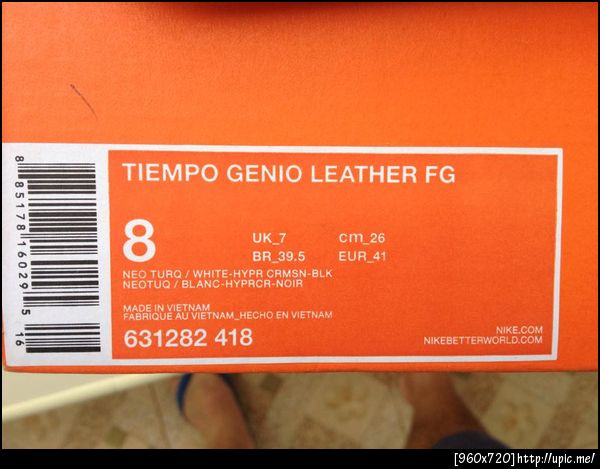 TIEMPO GENIO LEATHER FG
8
UK_7 cm_26
BR_39.5 EUR_41
NEO TURQ / WHITE-HYPR CRMSN-BLK
NEOTUQ / BLANC-HYPRCR-NOIR
MADE IN VIETNAM
FABRIQUE AU VIETNAM_HECHO EN VIETNAM
631282 418
NIKE.COM
NIKEBETTERWORLD.COM
8 85178 16029 5 16
[960x720]http://upic.me/